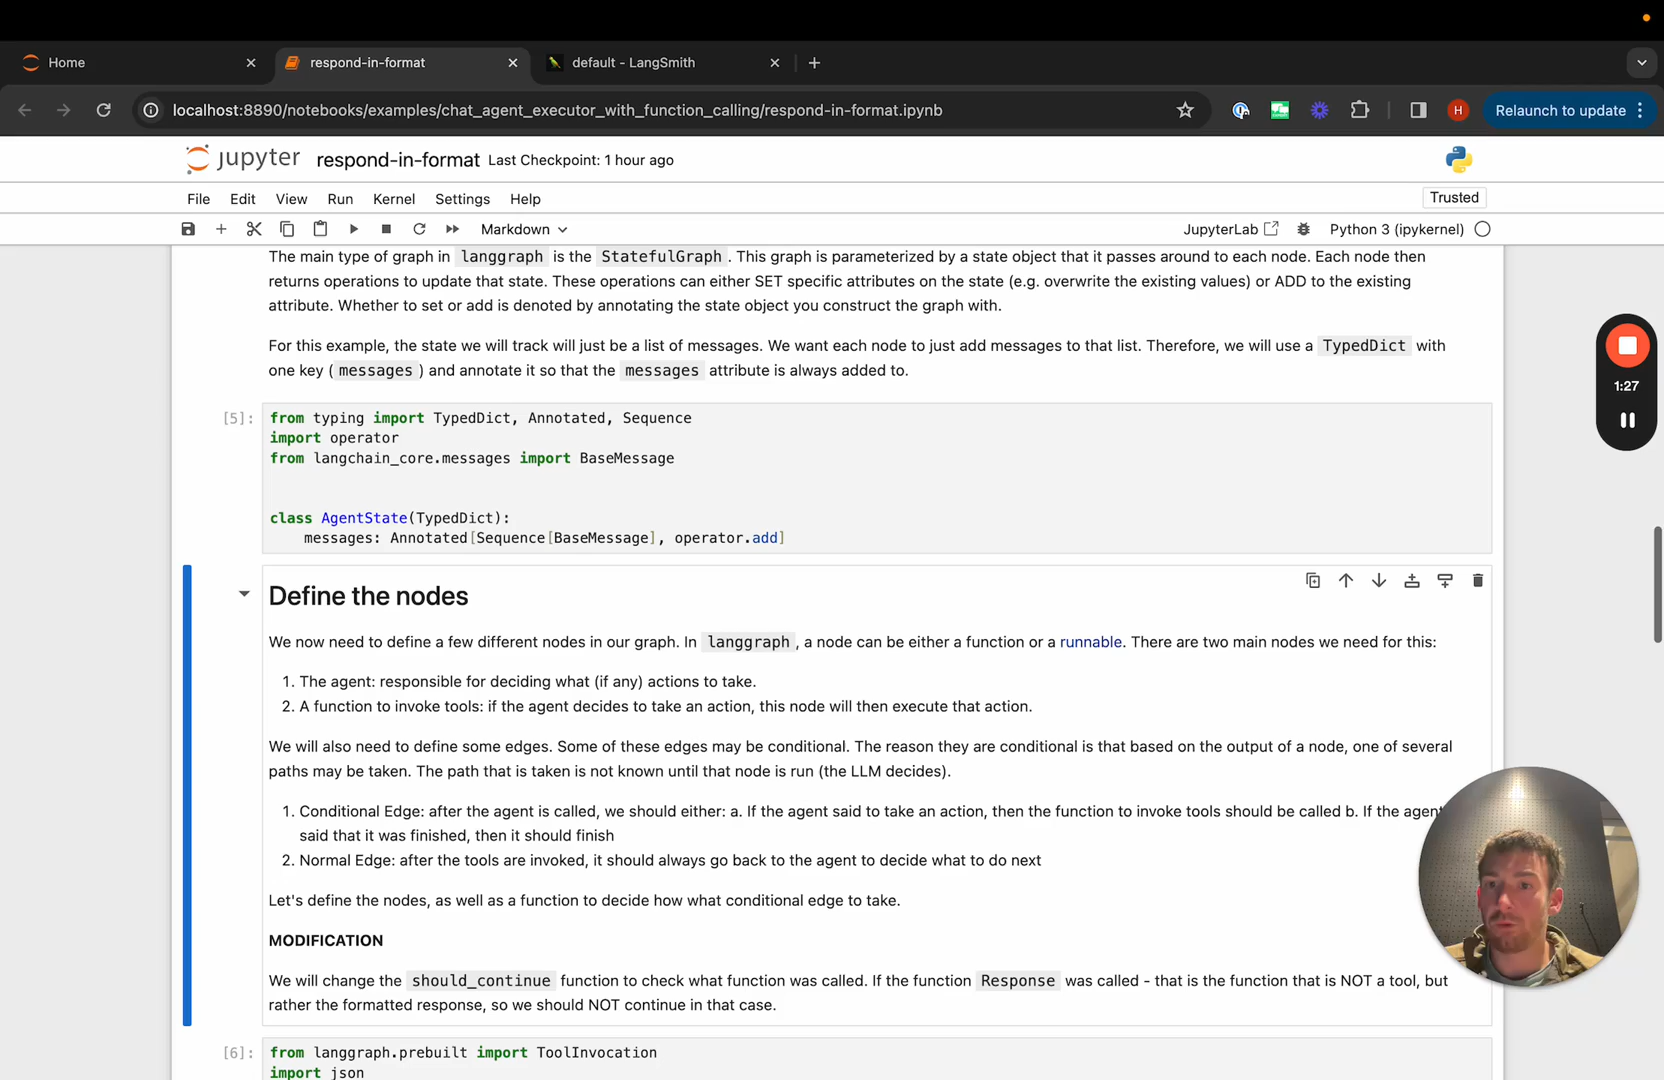 Home
respond-in-format
default - LangSmith
localhost:8890/notebooks/examples/chat_agent_executor_with_function_calling/respond-in-format.ipynb
H
Relaunch to update
jupyter respond-in-format Last Checkpoint: 1 hour ago
File Edit View Run Kernel Settings Help
Trusted
Markdown
JupyterLab
Python 3 (ipykernel)
The main type of graph in langgraph is the StatefulGraph . This graph is parameterized by a state object that it passes around to each node. Each node then
returns operations to update that state. These operations can either SET specific attributes on the state (e.g. overwrite the existing values) or ADD to the existing
attribute. Whether to set or add is denoted by annotating the state object you construct the graph with.
For this example, the state we will track will just be a list of messages. We want each node to just add messages to that list. Therefore, we will use a TypedDict with
one key ( messages ) and annotate it so that the messages attribute is always added to.
1:27
[5]:
from typing import TypedDict, Annotated, Sequence
import operator
from langchain_core.messages import BaseMessage
class AgentState(TypedDict):
messages: Annotated[Sequence[BaseMessage], operator.add]
Define the nodes
We now need to define a few different nodes in our graph. In langgraph , a node can be either a function or a runnable. There are two main nodes we need for this:
1. The agent: responsible for deciding what (if any) actions to take.
2. A function to invoke tools: if the agent decides to take an action, this node will then execute that action.
We will also need to define some edges. Some of these edges may be conditional. The reason they are conditional is that based on the output of a node, one of several
paths may be taken. The path that is taken is not known until that node is run (the LLM decides).
1. Conditional Edge: after the agent is called, we should either: a. If the agent said to take an action, then the function to invoke tools should be called b. If the agent
said that it was finished, then it should finish
2. Normal Edge: after the tools are invoked, it should always go back to the agent to decide what to do next
Let's define the nodes, as well as a function to decide how what conditional edge to take.
MODIFICATION
We will change the should_continue function to check what function was called. If the function Response was called - that is the function that is NOT a tool, but
rather the formatted response, so we should NOT continue in that case.
[6]:
from langgraph.prebuilt import ToolInvocation
import json